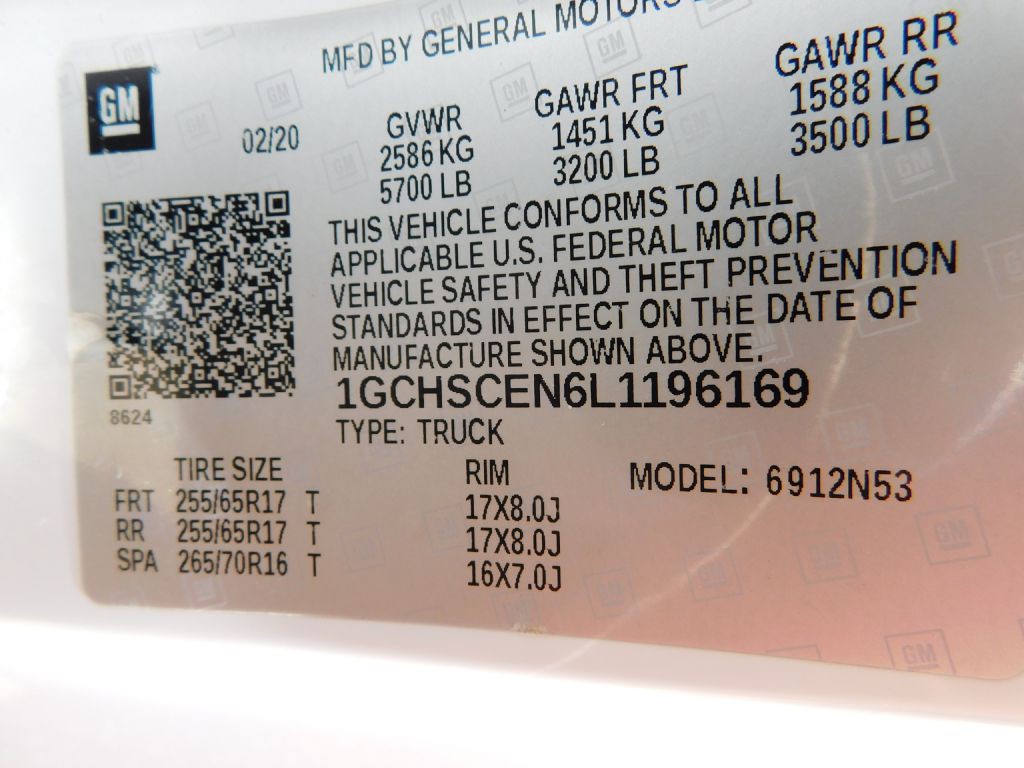 MFD BY GENERAL MOTORS
GM
02/20
GVWR
2586 KG
5700 LB
GAWR FRT
1451 KG
3200 LB
GAWR RR
1588 KG
3500 LB
THIS VEHICLE CONFORMS TO ALL
APPLICABLE U.S. FEDERAL MOTOR
VEHICLE SAFETY AND THEFT PREVENTION
STANDARDS IN EFFECT ON THE DATE OF
MANUFACTURE SHOWN ABOVE.
1GCHSCEN6L1196169
8624
TYPE: TRUCK
TIRE SIZE RIM MODEL: 6912N53
FRT 255/65R17 T 17X8.0J
RR 255/65R17 T 17X8.0J
SPA 265/70R16 T 16X7.0J